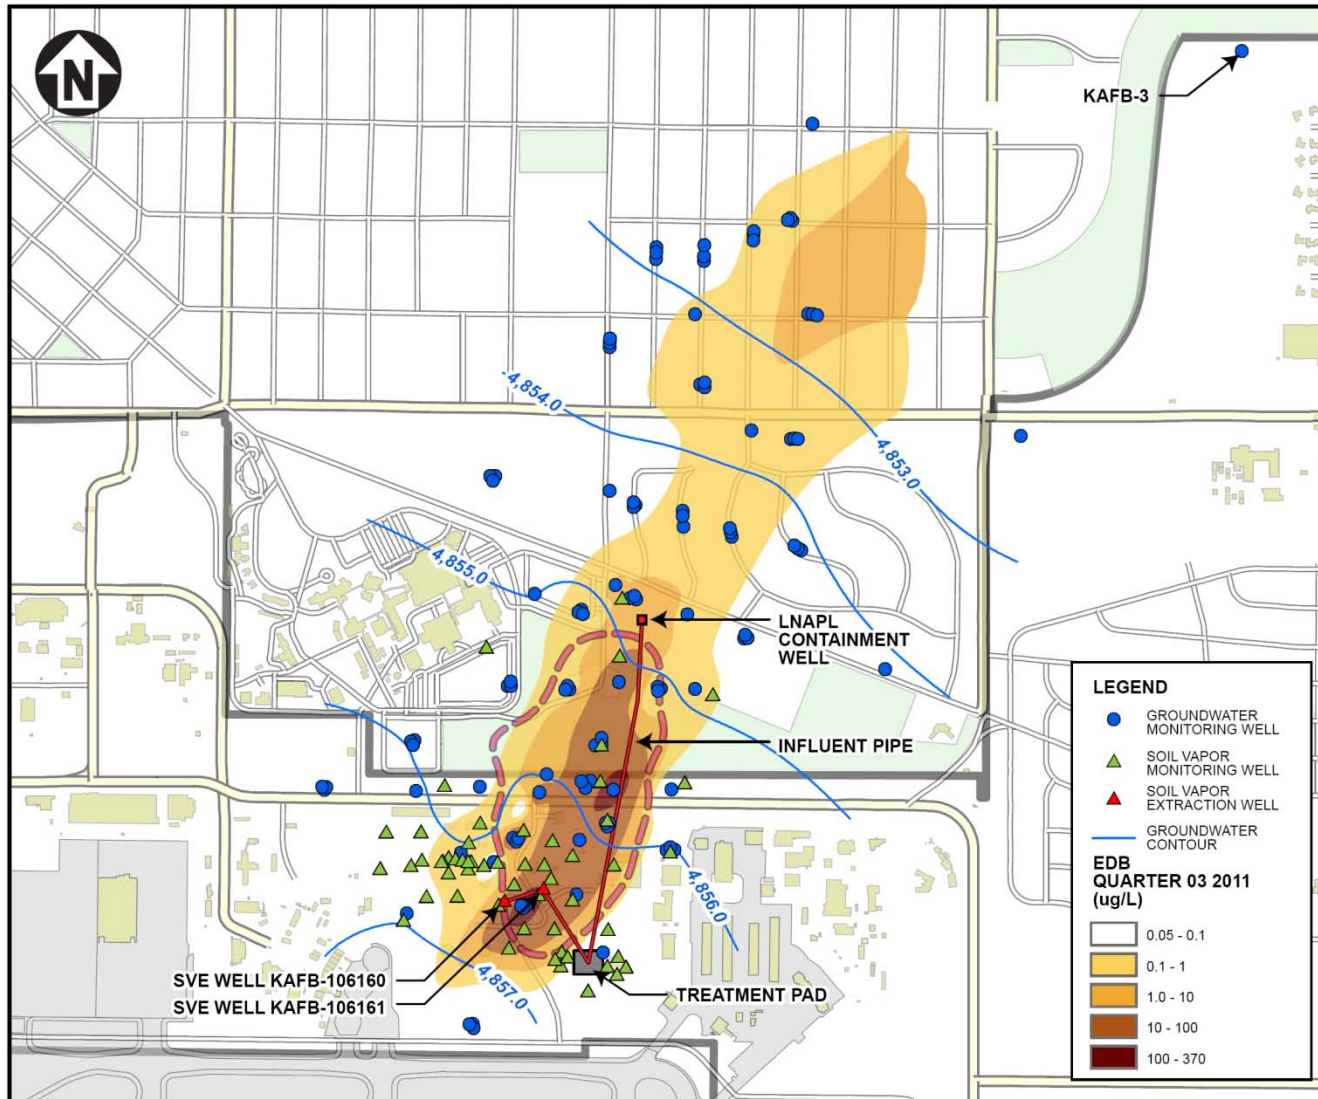 N
KAFB-3
4,854.0
4,853.0
4,855.0
LNAPL
CONTAINMENT
WELL
INFLUENT PIPE
4,856.0
4,857.0
SVE WELL KAFB-106160
SVE WELL KAFB-106161
TREATMENT PAD
LEGEND
GROUNDWATER
MONITORING WELL
SOIL VAPOR
MONITORING WELL
SOIL VAPOR
EXTRACTION WELL
GROUNDWATER
CONTOUR
EDB
QUARTER 03 2011
(ug/L)
0.05 - 0.1
0.1 - 1
1.0 - 10
10 - 100
100 - 370